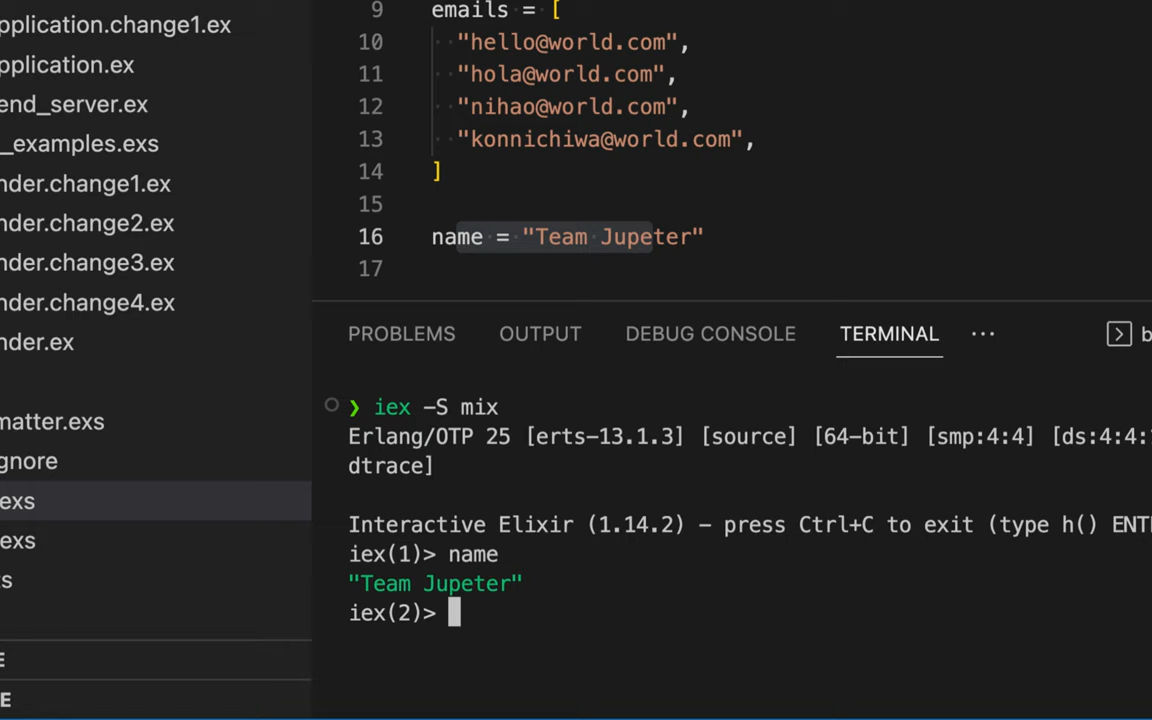 pplication.change1.ex
pplication.ex
end_server.ex
_examples.exs
nder.change1.ex
nder.change2.ex
nder.change3.ex
nder.change4.ex
nder.ex
matter.exs
gnore
exs
exs
ts
E
E
9 emails = [
10 "hello@world.com",
11 "hola@world.com",
12 "nihao@world.com",
13 "konnichiwa@world.com",
14 ]
15
16 name = "Team Jupeter"
17
PROBLEMS OUTPUT DEBUG CONSOLE TERMINAL ··· b
❯ iex -S mix
Erlang/OTP 25 [erts-13.1.3] [source] [64-bit] [smp:4:4] [ds:4:4:
dtrace]
Interactive Elixir (1.14.2) - press Ctrl+C to exit (type h() ENT
iex(1)> name
"Team Jupeter"
iex(2)>